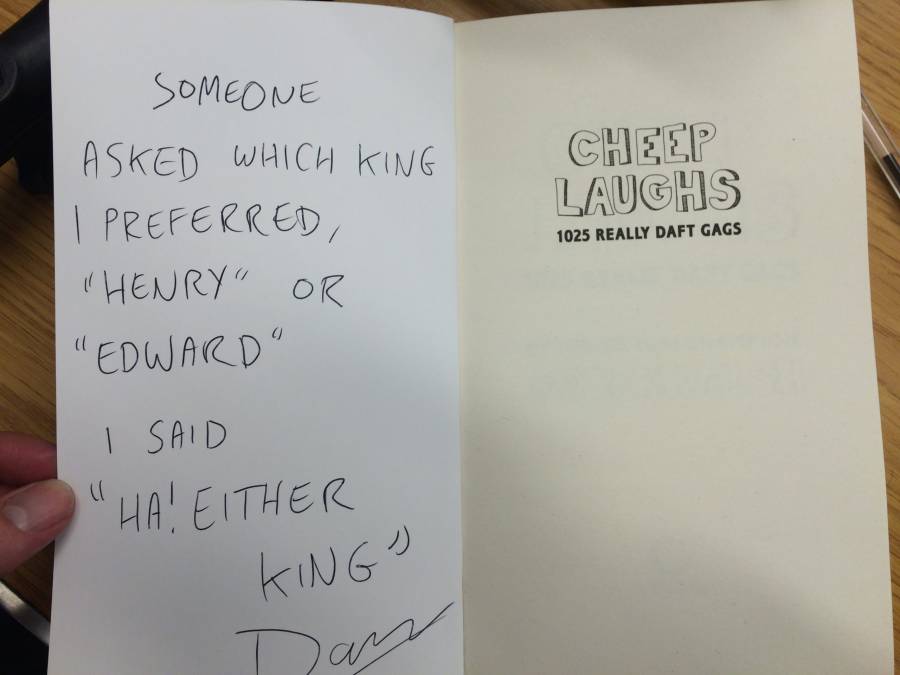 SOMEONE
ASKED WHICH KING
I PREFERRED,
"HENRY" OR
"EDWARD"
I SAID
"HA! EITHER
KING"
CHEEP
LAUGHS
1025 REALLY DAFT GAGS